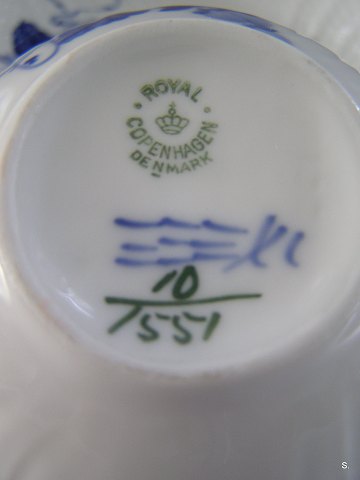 ROYAL
COPENHAGEN
DENMARK
10
1551
S.